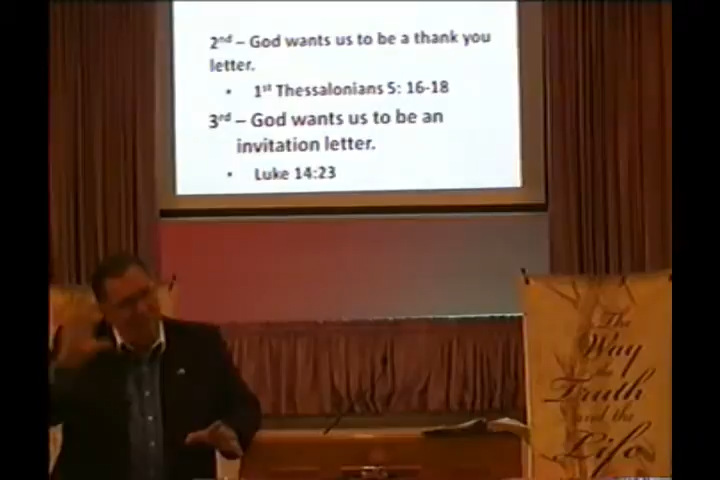 2nd – God wants us to be a thank you
letter.
• 1st Thessalonians 5: 16-18
3rd – God wants us to be an
invitation letter.
• Luke 14:23
The
Way
the
Truth
and the
Life